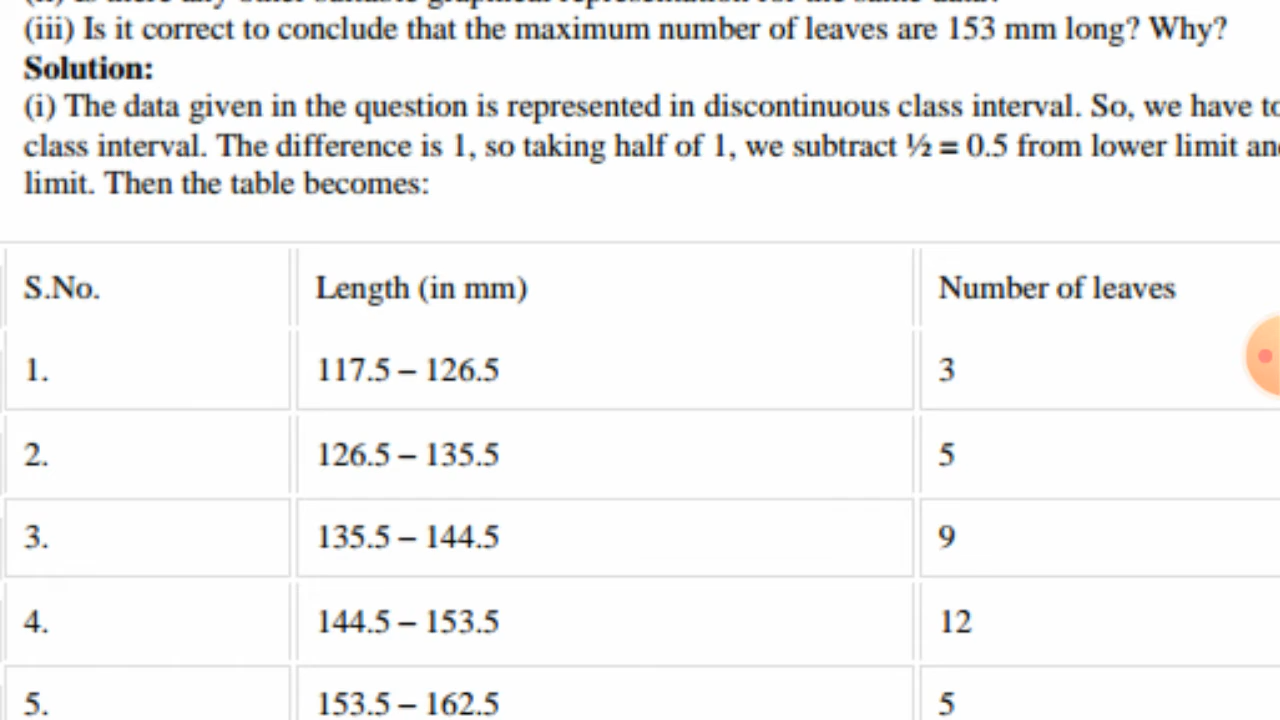 (iii) Is it correct to conclude that the maximum number of leaves are 153 mm long? Why?
Solution:
(i) The data given in the question is represented in discontinuous class interval. So, we have to
class interval. The difference is 1, so taking half of 1, we subtract ½ = 0.5 from lower limit and
limit. Then the table becomes:
S.No. Length (in mm) Number of leaves
1. 117.5 – 126.5 3
2. 126.5 – 135.5 5
3. 135.5 – 144.5 9
4. 144.5 – 153.5 12
5. 153.5 – 162.5 5